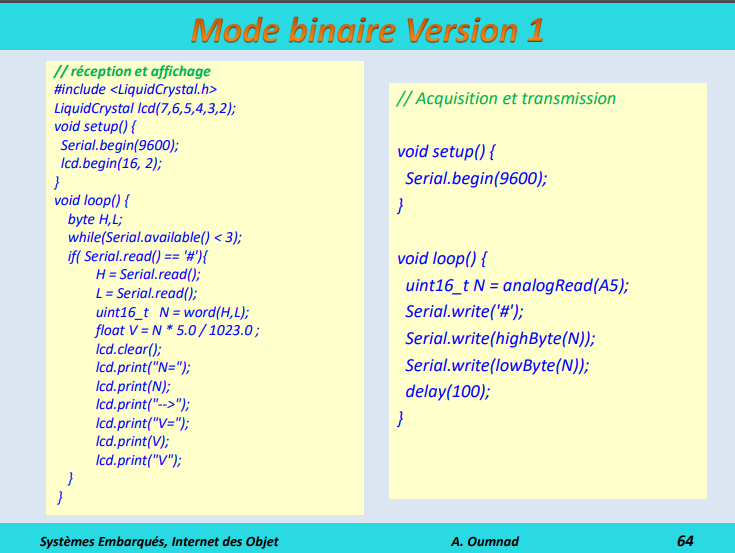 Mode binaire Version 1
// réception et affichage
#include <LiquidCrystal.h>
LiquidCrystal lcd(7,6,5,4,3,2);
void setup() {
Serial.begin(9600);
lcd.begin(16, 2);
}
void loop() {
byte H,L;
while(Serial.available() < 3);
if( Serial.read() == '#'){
H = Serial.read();
L = Serial.read();
uint16_t N = word(H,L);
float V = N * 5.0 / 1023.0 ;
lcd.clear();
lcd.print("N=");
lcd.print(N);
lcd.print("-->");
lcd.print("V=");
lcd.print(V);
lcd.print("V");
}
}
// Acquisition et transmission
void setup() {
Serial.begin(9600);
}
void loop() {
uint16_t N = analogRead(A5);
Serial.write('#');
Serial.write(highByte(N));
Serial.write(lowByte(N));
delay(100);
}
Systèmes Embarqués, Internet des Objet A. Oumnad 64